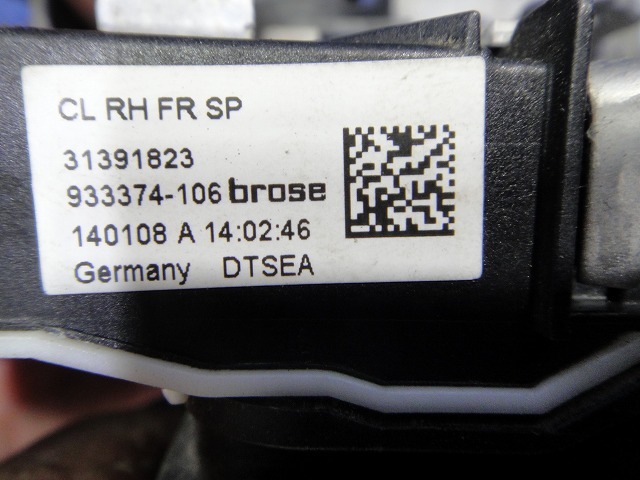 CL RH FR SP
31391823
933374-106 brose
140108 A 14:02:46
Germany DTSEA